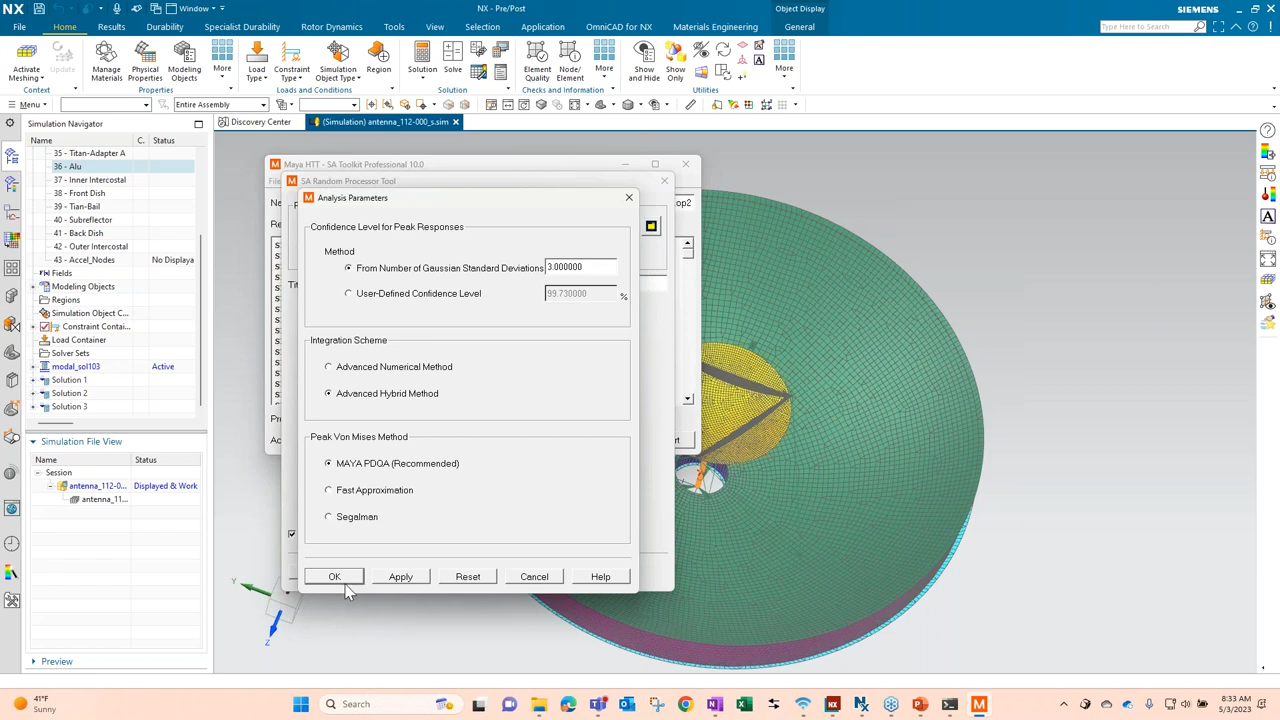 NX
Window
NX - Pre/Post
Object Display
SIEMENS
File
Home
Results
Durability
Specialist Durability
Rotor Dynamics
Tools
View
Selection
Application
OmniCAD for NX
Materials Engineering
General
Type Here to Search
Activate Meshing
Update
Manage Materials
Physical Properties
Modeling Objects
More
Load Type
Constraint Type
Simulation Object Type
Region
Solution
Solve
Element Quality
Node/Element
More
Show and Hide
Show Only
More
Context
Properties
Loads and Conditions
Solution
Checks and Information
Utilities
Menu
Entire Assembly
Simulation Navigator
Discovery Center
(Simulation) antenna_112-000_s.sim
Name
C.
Status
35 - Titan-Adapter A
36 - Alu
37 - Inner Intercostal
38 - Front Dish
39 - Tian-Bail
40 - Subreflector
41 - Back Dish
42 - Outer Intercostal
43 - Accel_Nodes
No Displaya
Fields
Modeling Objects
Regions
Simulation Object C...
Constraint Contai...
Load Container
Solver Sets
modal_sol103
Active
Solution 1
Solution 2
Solution 3
Simulation File View
Name
Status
Session
antenna_112-0...
Displayed & Work
antenna_11...
Preview
Maya HTT - SA Toolkit Professional 10.0
SA Random Processor Tool
Analysis Parameters
Confidence Level for Peak Responses
Method
From Number of Gaussian Standard Deviations
3.000000
User-Defined Confidence Level
99.730000
%
Integration Scheme
Advanced Numerical Method
Advanced Hybrid Method
Peak Von Mises Method
MAYA PDQA (Recommended)
Fast Approximation
Segalman
OK
Apply
Reset
Cancel
Help
Y
Z
41°F
Sunny
Search
8:33 AM
5/3/2023